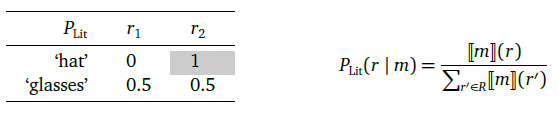 P_Lit r_1 r_2
‘hat’ 0 1
‘glasses’ 0.5 0.5
P_Lit(r | m) = ⟦m⟧(r) / ∑_{r′∈R}⟦m⟧(r′)